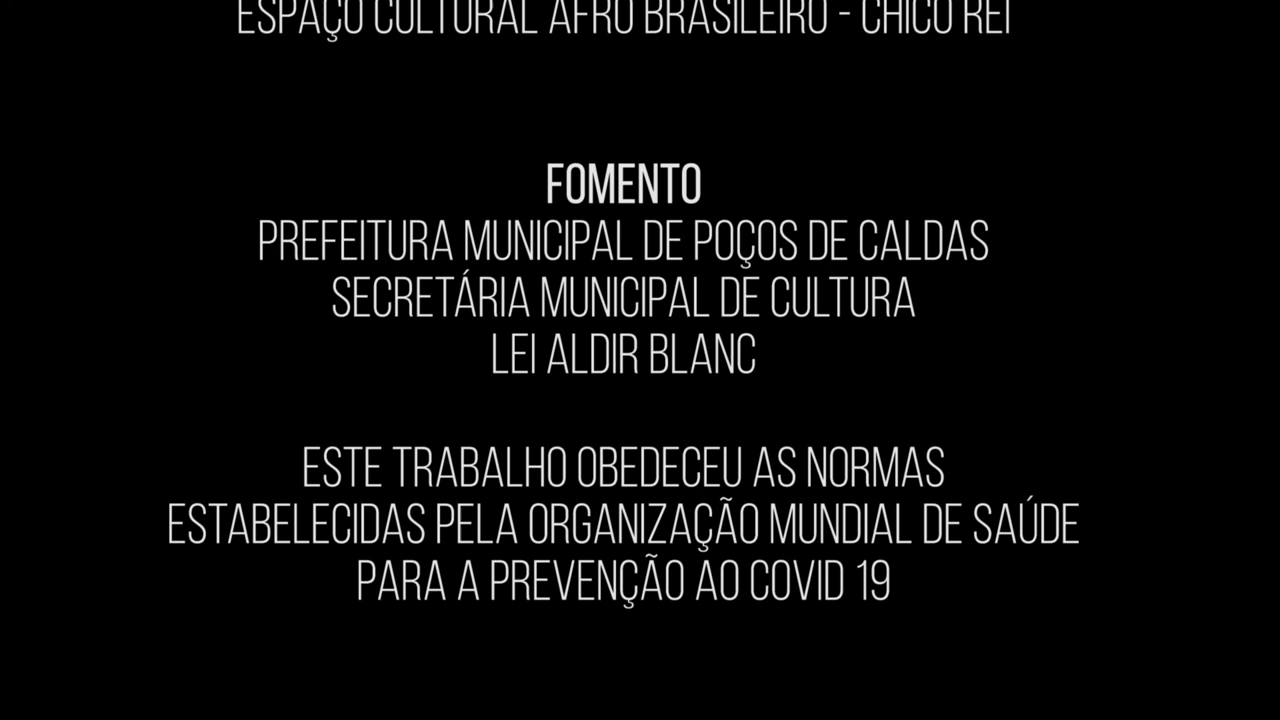 ESPAÇO CULTURAL AFRO BRASILEIRO - CHICO REI
FOMENTO
PREFEITURA MUNICIPAL DE POÇOS DE CALDAS
SECRETÁRIA MUNICIPAL DE CULTURA
LEI ALDIR BLANC
ESTE TRABALHO OBEDECEU AS NORMAS
ESTABELECIDAS PELA ORGANIZAÇÃO MUNDIAL DE SAÚDE
PARA A PREVENÇÃO AO COVID 19